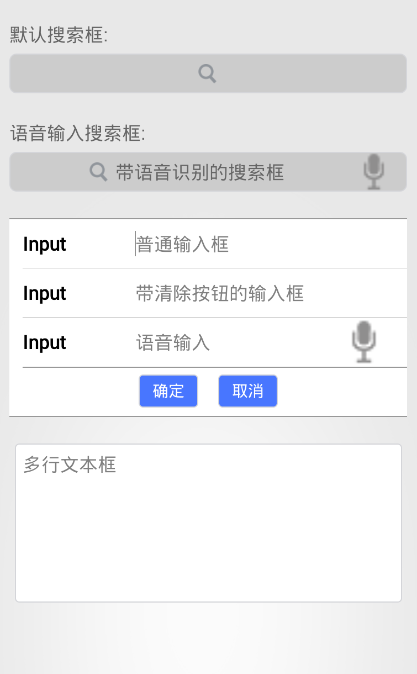 默认搜索框:
语音输入搜索框:
带语音识别的搜索框
Input 普通输入框
Input 带清除按钮的输入框
Input 语音输入
确定 取消
多行文本框